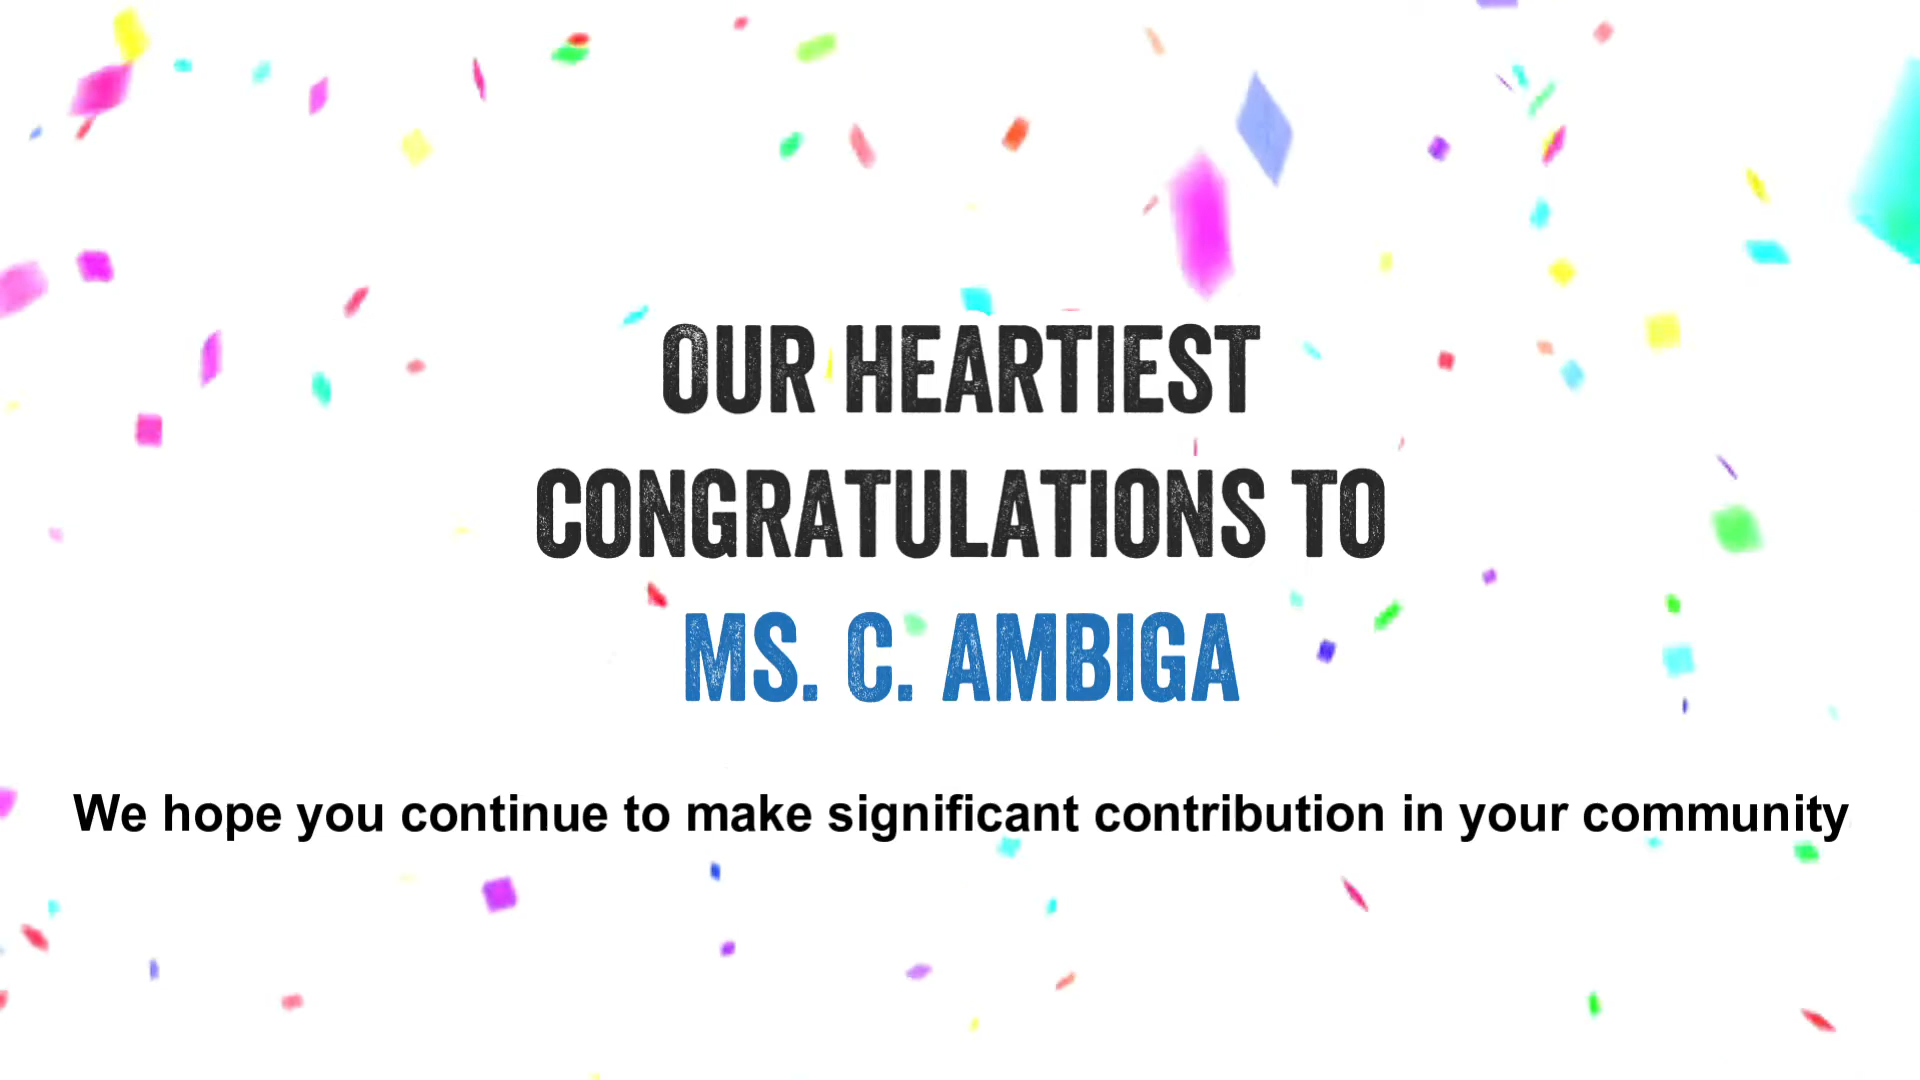 OUR HEARTIEST
CONGRATULATIONS TO
MS. C. AMBIGA
We hope you continue to make significant contribution in your community